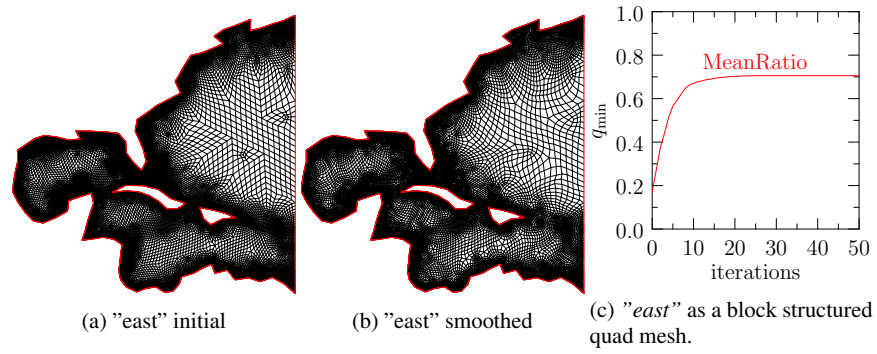 1.0
0.8
0.6
0.4
0.2
0.0
q_min
MeanRatio
0 10 20 30 40 50
iterations
(a) ”east” initial
(b) ”east” smoothed
(c) ”east” as a block structured
quad mesh.